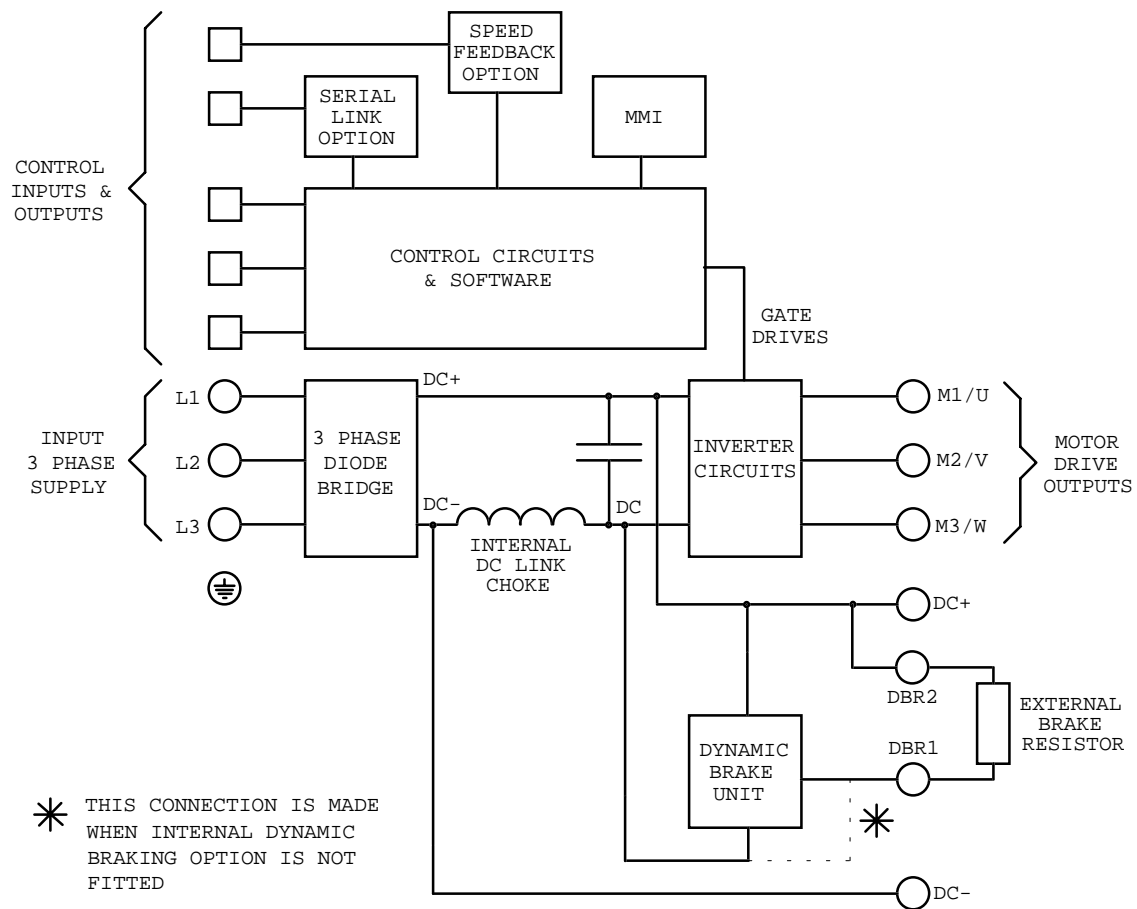 SPEED
FEEDBACK
OPTION
SERIAL
LINK
OPTION
MMI
CONTROL
INPUTS &
OUTPUTS
CONTROL CIRCUITS
& SOFTWARE
GATE
DRIVES
INPUT
3 PHASE
SUPPLY
L1
L2
L3
3 PHASE
DIODE
BRIDGE
DC+
DC-
DC
INTERNAL
DC LINK
CHOKE
INVERTER
CIRCUITS
M1/U
M2/V
M3/W
MOTOR
DRIVE
OUTPUTS
DC+
DBR2
EXTERNAL
BRAKE
RESISTOR
DYNAMIC
BRAKE
UNIT
DBR1
THIS CONNECTION IS MADE
WHEN INTERNAL DYNAMIC
BRAKING OPTION IS NOT
FITTED
DC-